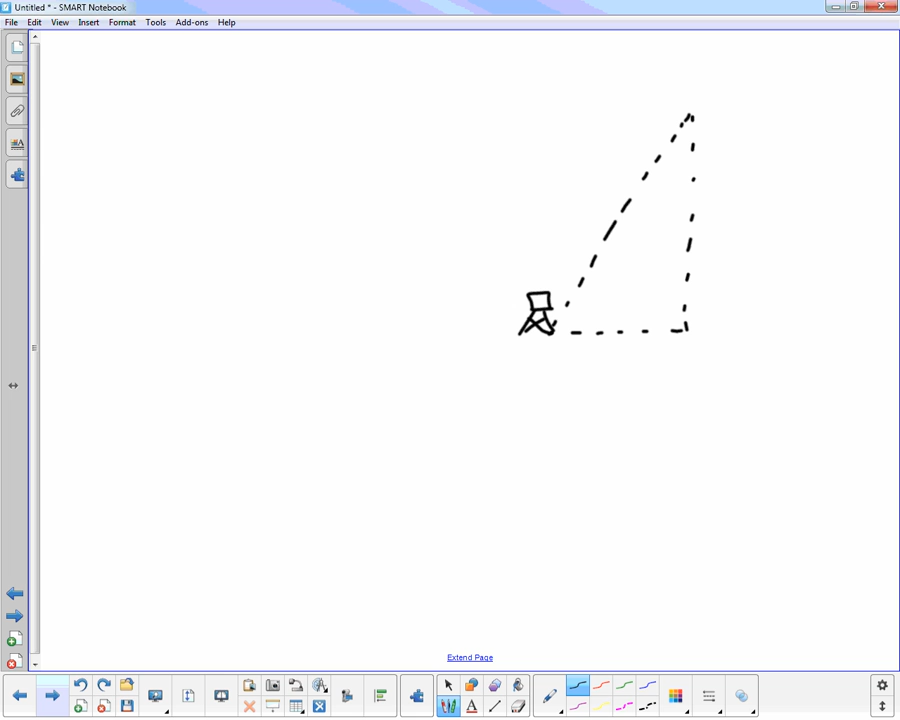 Untitled * - SMART Notebook
File Edit View Insert Format Tools Add-ons Help
Extend Page